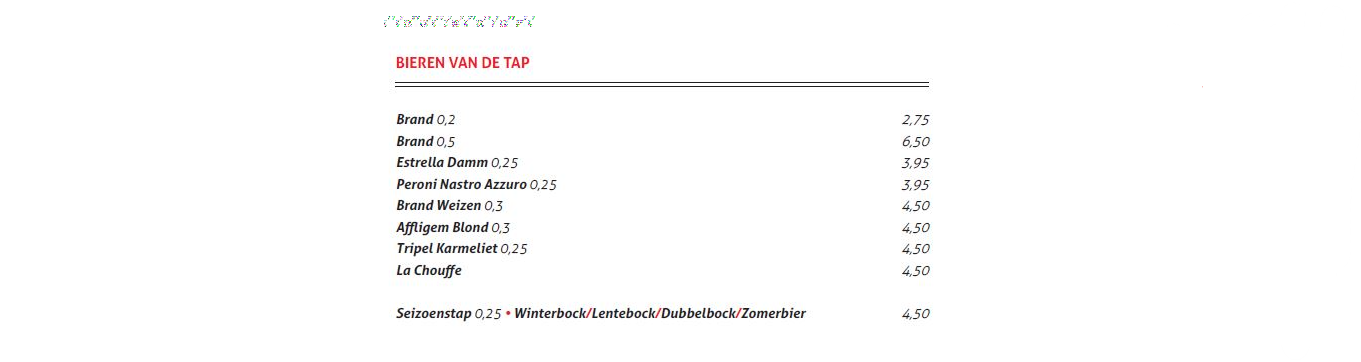 BIEREN VAN DE TAP
Brand 0,2 2,75
Brand 0,5 6,50
Estrella Damm 0,25 3,95
Peroni Nastro Azzuro 0,25 3,95
Brand Weizen 0,3 4,50
Affligem Blond 0,3 4,50
Tripel Karmeliet 0,25 4,50
La Chouffe 4,50
Seizoenstap 0,25 • Winterbock/Lentebock/Dubbelbock/Zomerbier 4,50